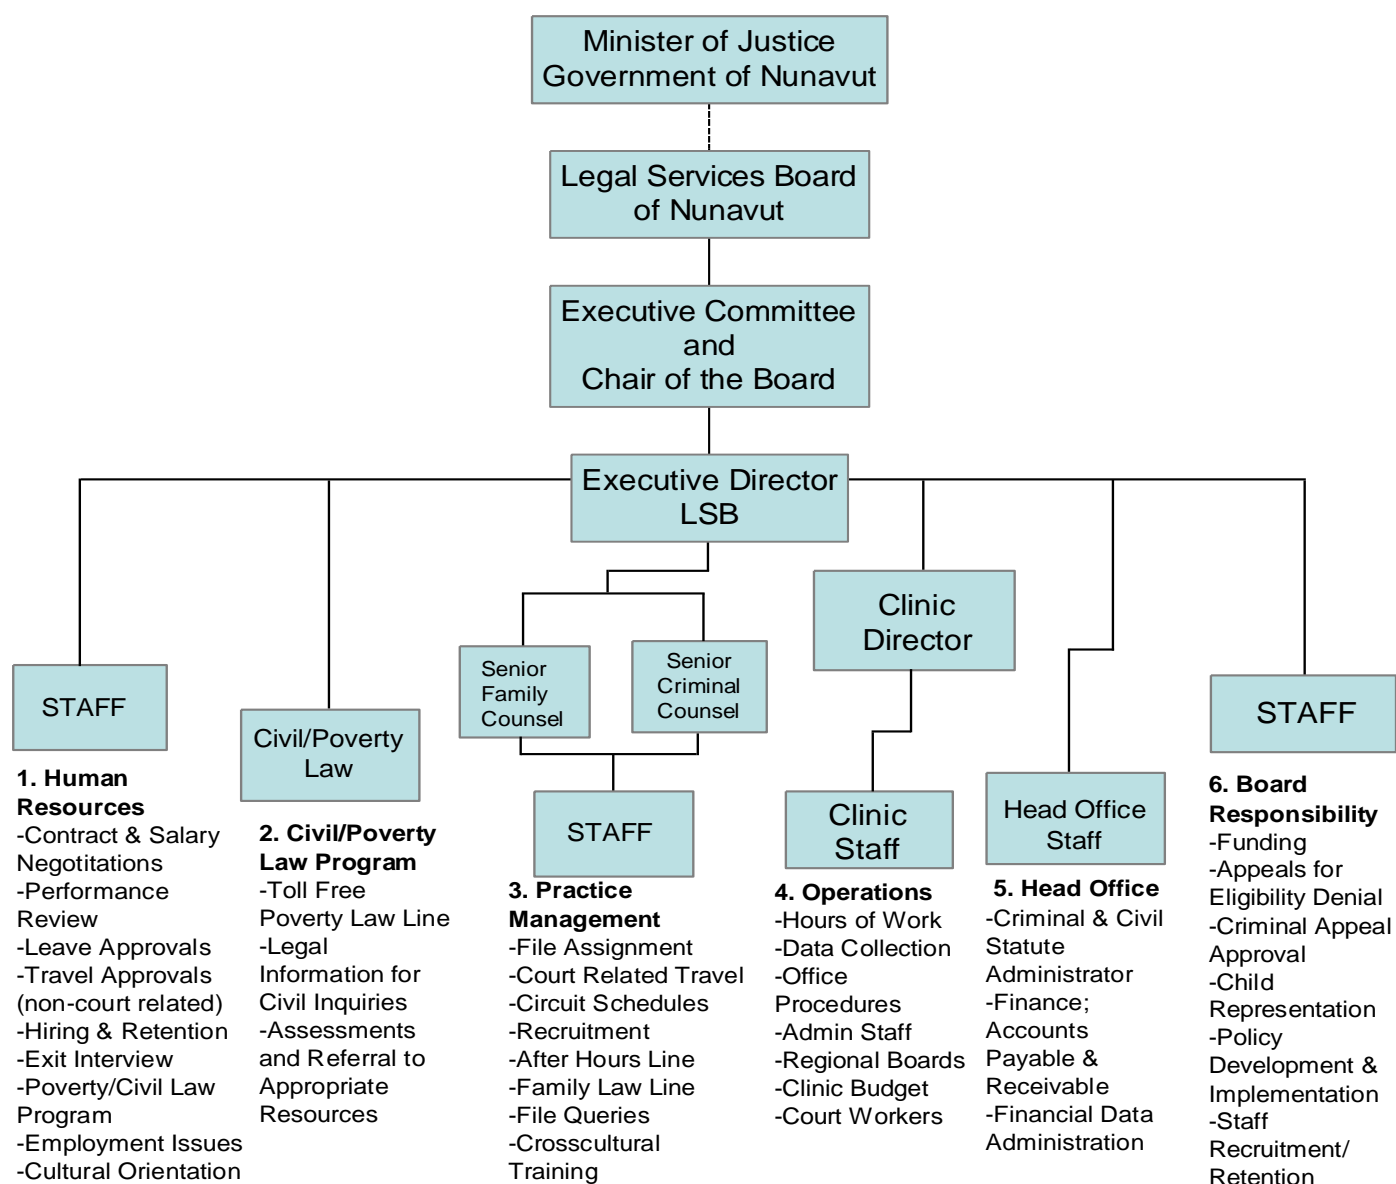 Minister of Justice
Government of Nunavut
Legal Services Board
of Nunavut
Executive Committee
and
Chair of the Board
Executive Director
LSB
Clinic
Director
Senior
Family
Counsel
Senior
Criminal
Counsel
STAFF
Civil/Poverty
Law
STAFF
Clinic
Staff
Head Office
Staff
STAFF
1. Human
Resources
-Contract & Salary
Negotitations
-Performance
Review
-Leave Approvals
-Travel Approvals
(non-court related)
-Hiring & Retention
-Exit Interview
-Poverty/Civil Law
Program
-Employment Issues
-Cultural Orientation
2. Civil/Poverty
Law Program
-Toll Free
Poverty Law Line
-Legal
Information for
Civil Inquiries
-Assessments
and Referral to
Appropriate
Resources
3. Practice
Management
-File Assignment
-Court Related Travel
-Circuit Schedules
-Recruitment
-After Hours Line
-Family Law Line
-File Queries
-Crosscultural
Training
4. Operations
-Hours of Work
-Data Collection
-Office
Procedures
-Admin Staff
-Regional Boards
-Clinic Budget
-Court Workers
5. Head Office
-Criminal & Civil
Statute
Administrator
-Finance;
Accounts
Payable &
Receivable
-Financial Data
Administration
6. Board
Responsibility
-Funding
-Appeals for
Eligibility Denial
-Criminal Appeal
Approval
-Child
Representation
-Policy
Development &
Implementation
-Staff
Recruitment/
Retention